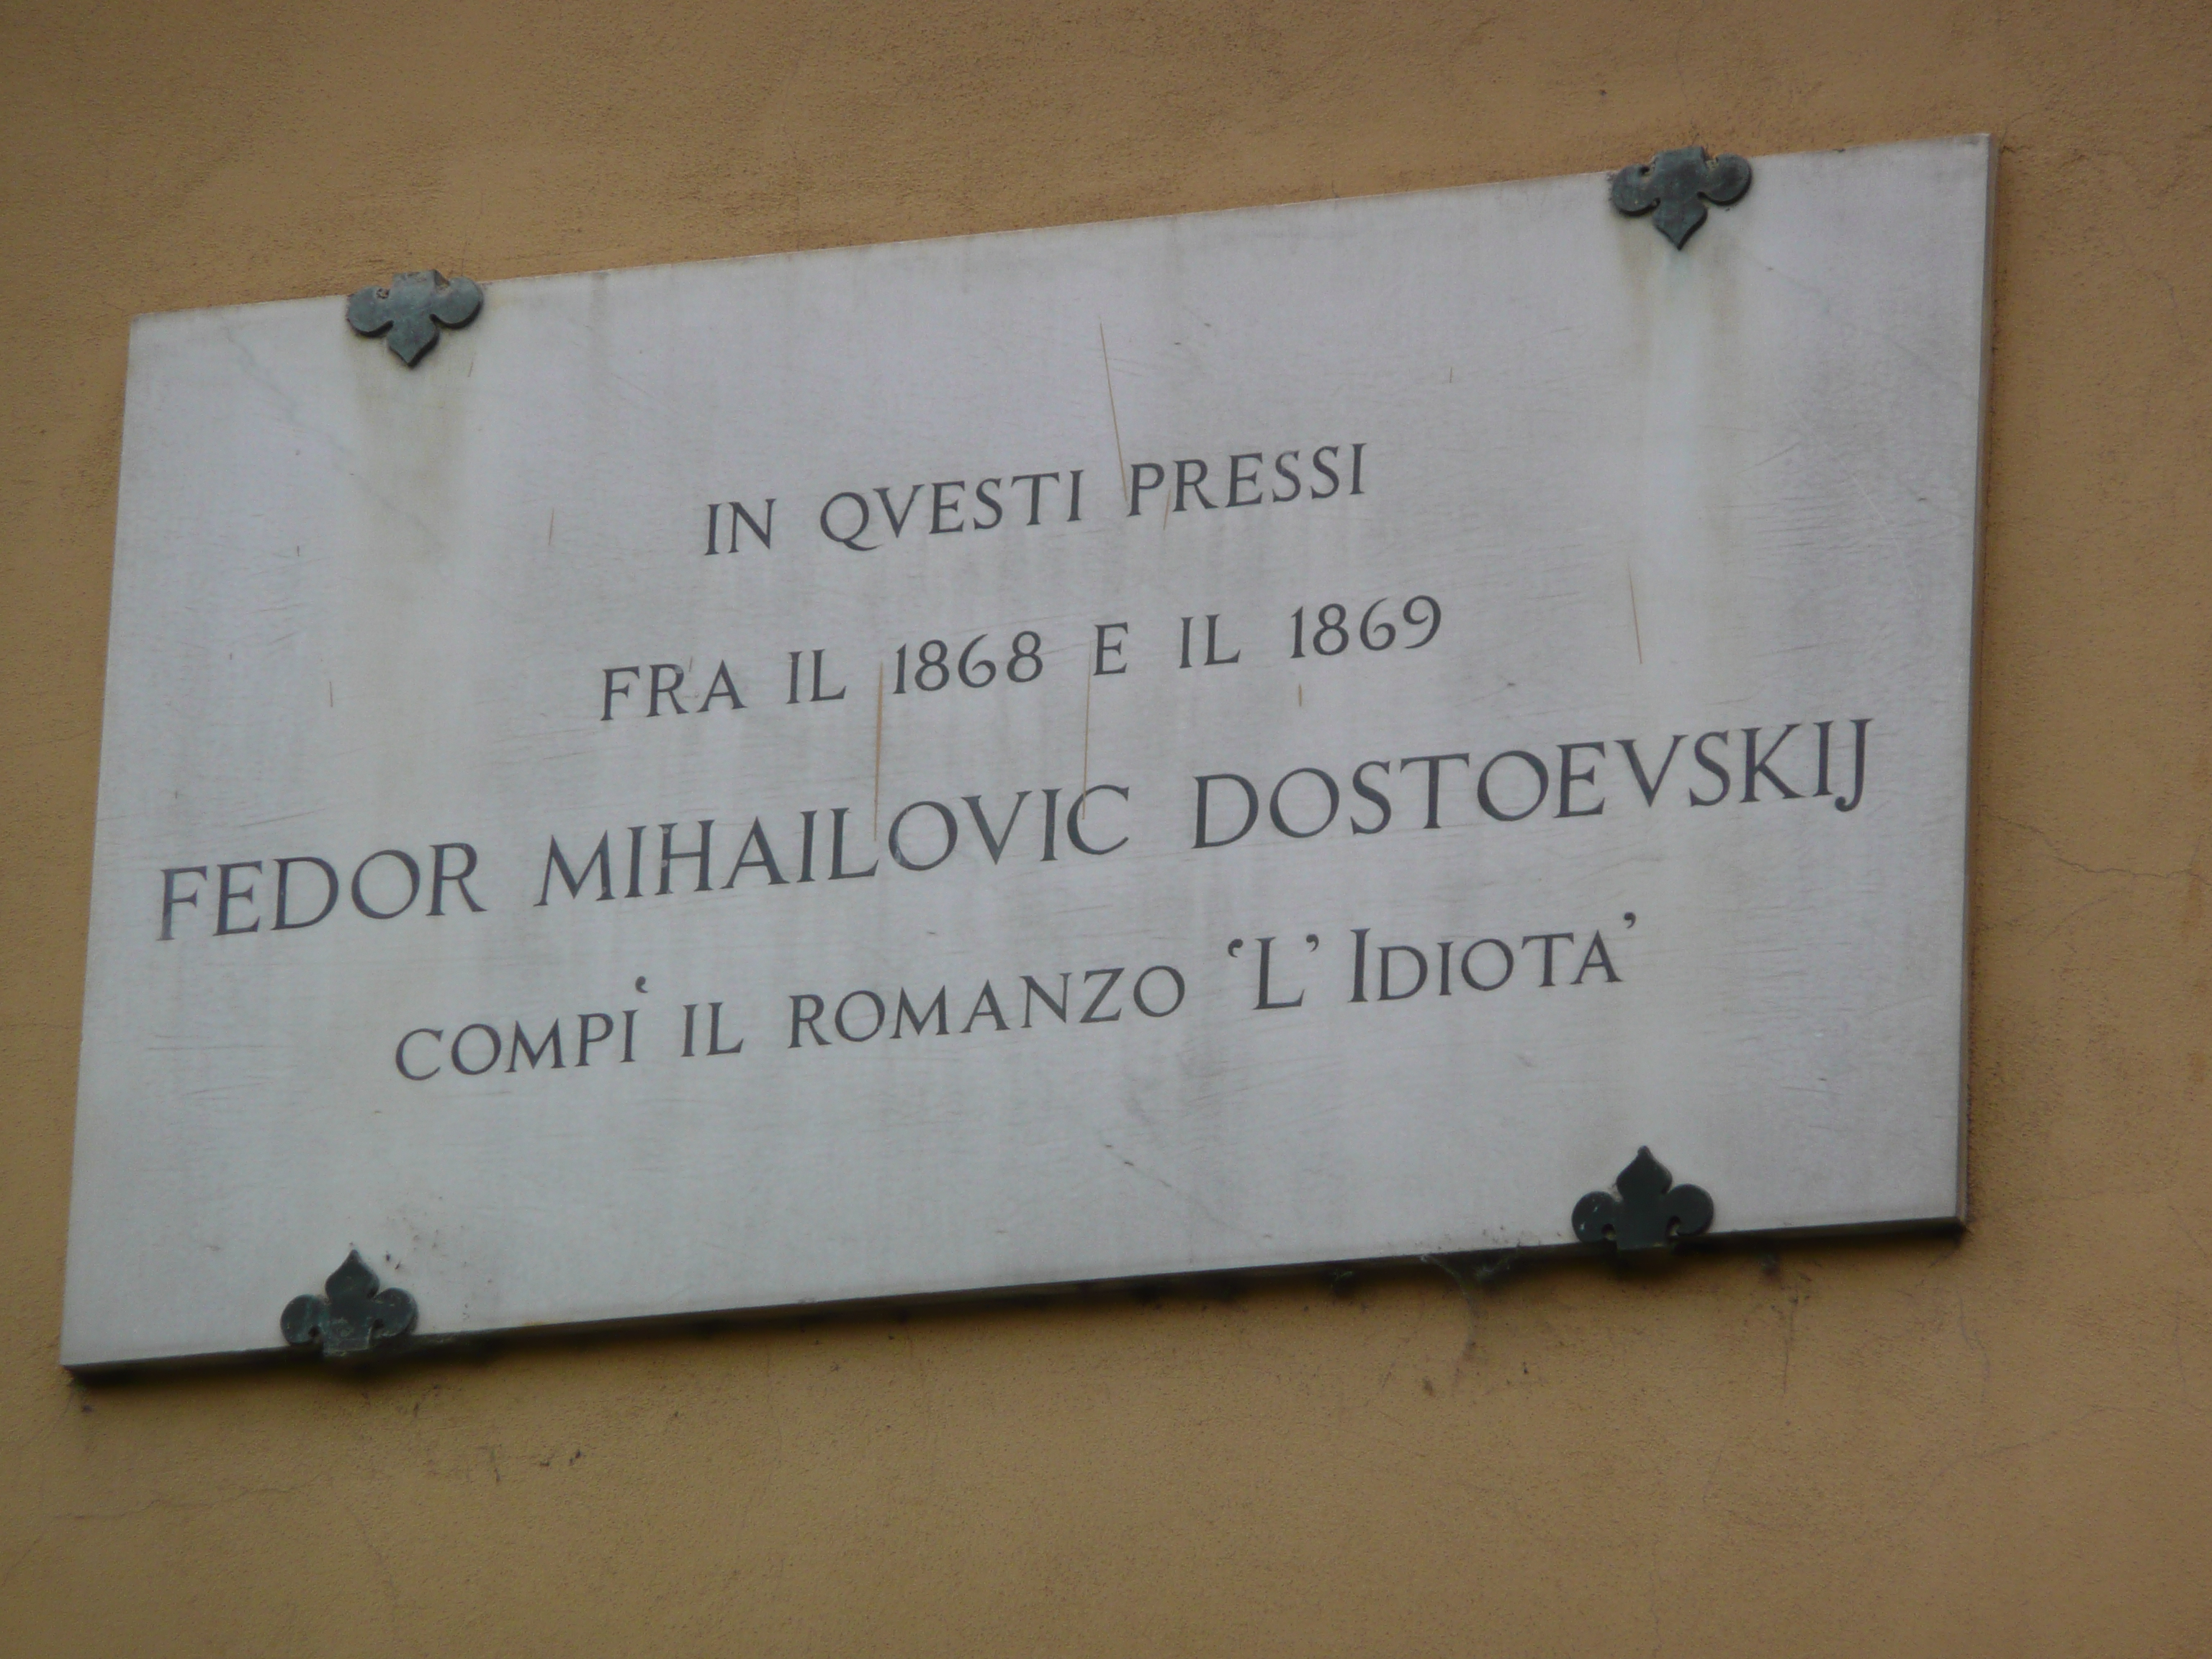 IN QVESTI PRESSI
FRA IL 1868 E IL 1869
FEDOR MIHAILOVIC DOSTOEVSKIJ
COMPI‘ IL ROMANZO ‘L’ IDIOTA’